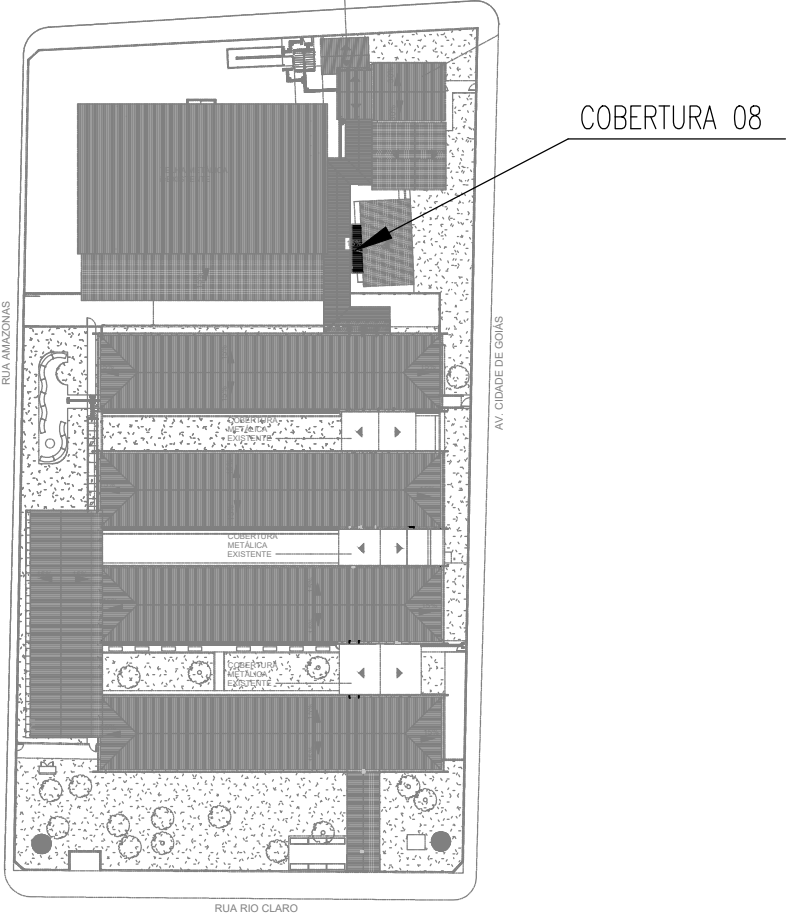 COBERTURA 08
RUA AMAZONAS
AV. CIDADE DE GOIÁS
COBERTURA
METÁLICA
EXISTENTE
COBERTURA
METÁLICA
EXISTENTE
COBERTURA
METÁLICA
EXISTENTE
RUA RIO CLARO